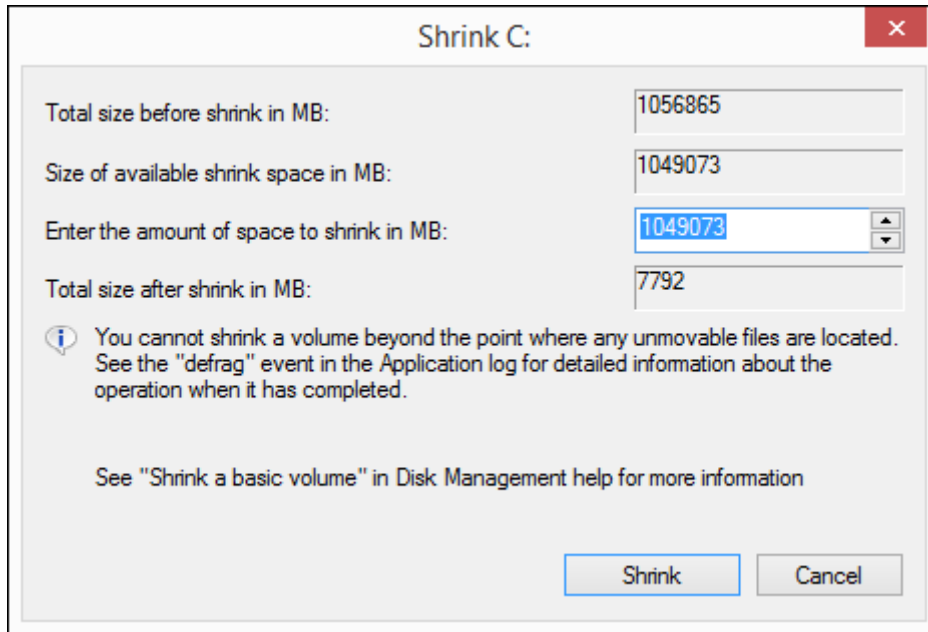 Shrink C:
Total size before shrink in MB: 1056865
Size of available shrink space in MB: 1049073
Enter the amount of space to shrink in MB: 1049073
Total size after shrink in MB: 7792
You cannot shrink a volume beyond the point where any unmovable files are located.
See the "defrag" event in the Application log for detailed information about the
operation when it has completed.
See "Shrink a basic volume" in Disk Management help for more information
Shrink Cancel